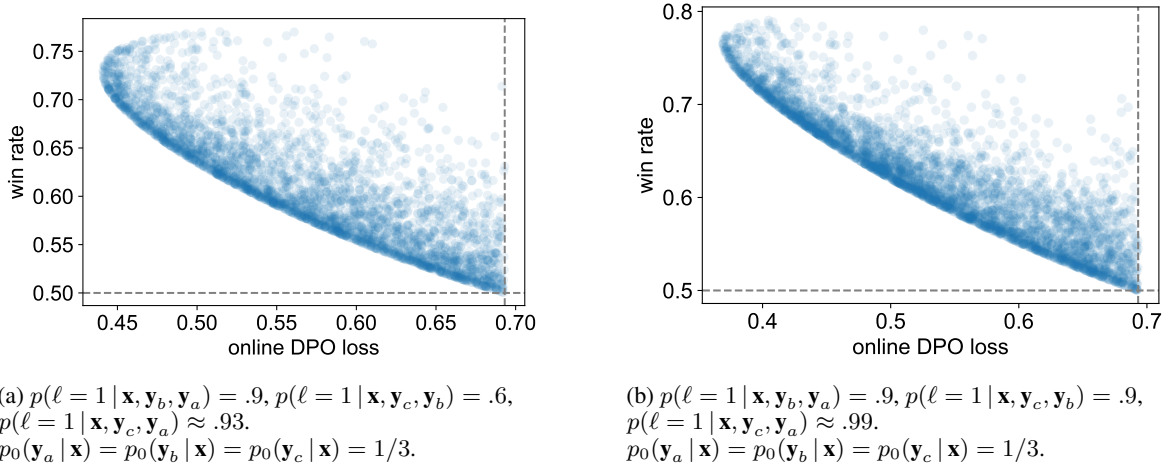 0.75
0.70
0.65
0.60
0.55
0.50
win rate
0.45 0.50 0.55 0.60 0.65 0.70
online DPO loss
(a) p(ℓ = 1 | x, y_b, y_a) = .9, p(ℓ = 1 | x, y_c, y_b) = .6,
p(ℓ = 1 | x, y_c, y_a) ≈ .93.
p_0(y_a | x) = p_0(y_b | x) = p_0(y_c | x) = 1/3.
0.8
0.7
0.6
0.5
win rate
0.4 0.5 0.6 0.7
online DPO loss
(b) p(ℓ = 1 | x, y_b, y_a) = .9, p(ℓ = 1 | x, y_c, y_b) = .9,
p(ℓ = 1 | x, y_c, y_a) ≈ .99.
p_0(y_a | x) = p_0(y_b | x) = p_0(y_c | x) = 1/3.